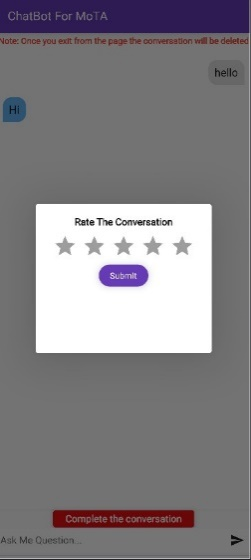 ChatBot For MoTA
Note: Once you exit from the page the conversation will be deleted
hello
Hi
Rate The Conversation
Submit
Complete the conversation
Ask Me Question...